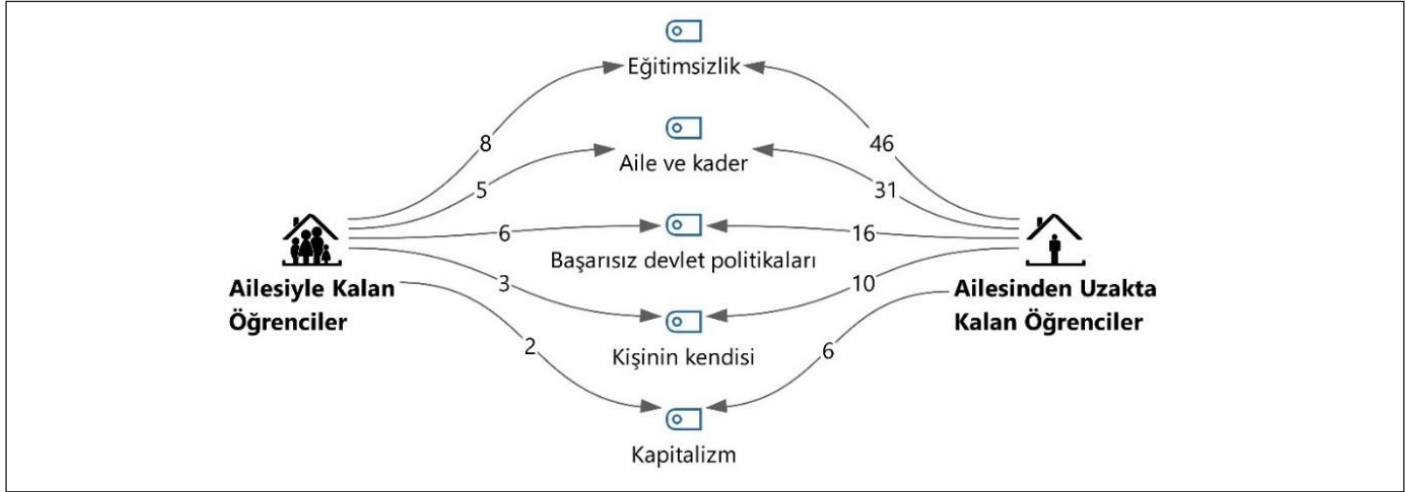 Eğitimsizlik
8
46
Aile ve kader
5
31
6
16
Başarısız devlet politikaları
Ailesiyle Kalan
Öğrenciler
3
10
Ailesinden Uzakta
Kalan Öğrenciler
Kişinin kendisi
2
6
Kapitalizm